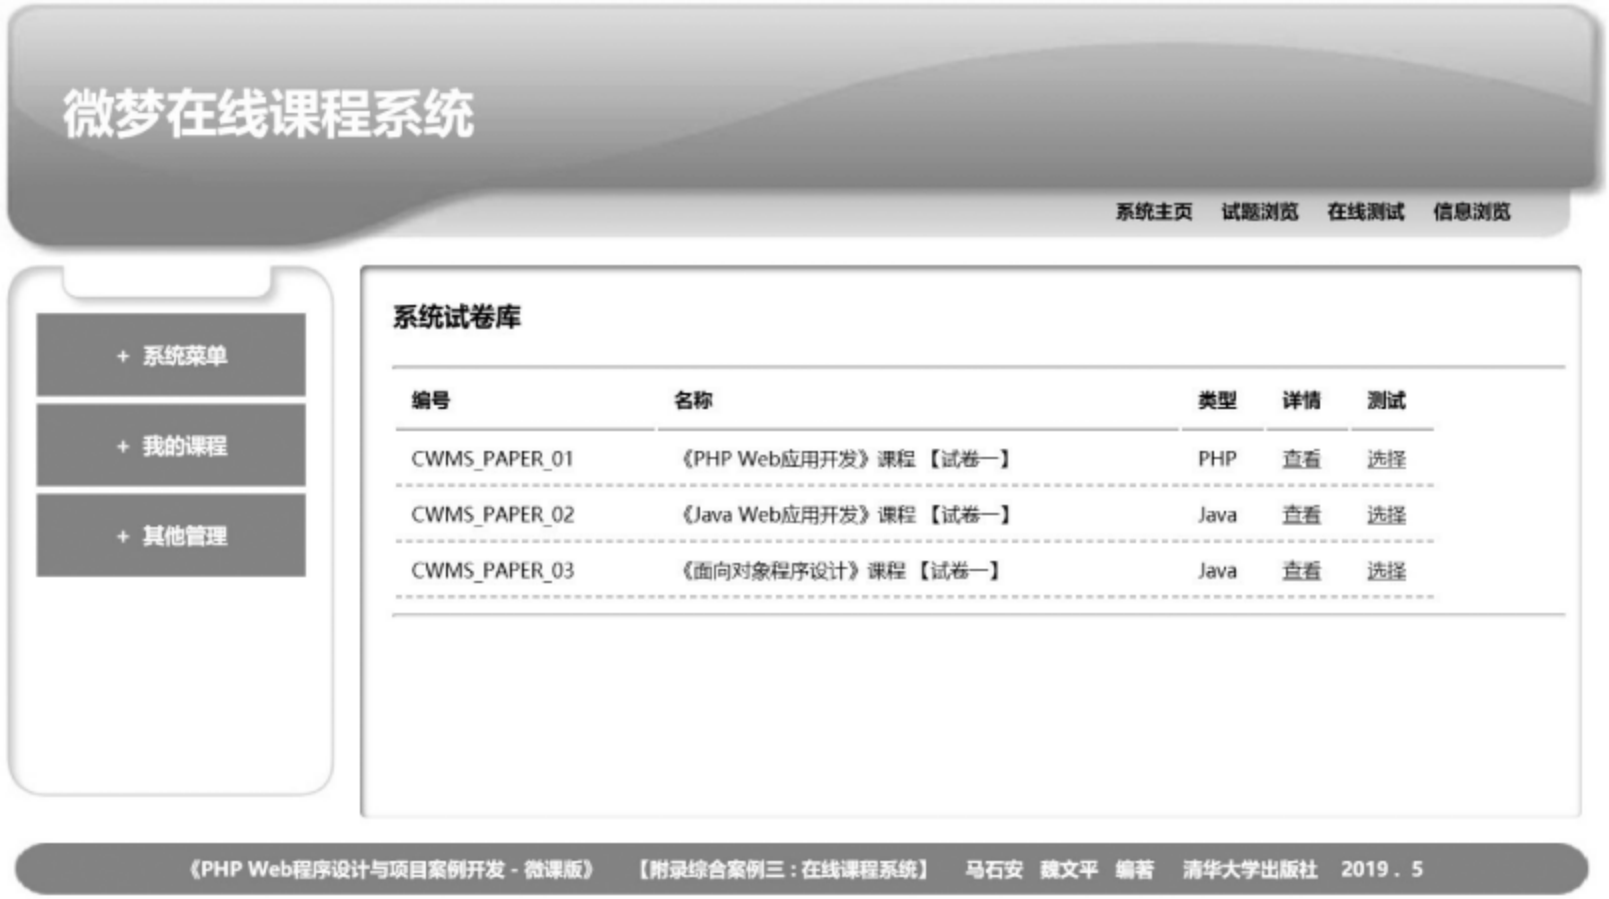 微梦在线课程系统
系统主页 试题浏览 在线测试 信息浏览
+ 系统菜单
+ 我的课程
+ 其他管理
系统试卷库
编号 名称 类型 详情 测试
CWMS_PAPER_01 《PHP Web应用开发》课程 【试卷一】 PHP 查看 选择
CWMS_PAPER_02 《Java Web应用开发》课程 【试卷一】 Java 查看 选择
CWMS_PAPER_03 《面向对象程序设计》课程 【试卷一】 Java 查看 选择
《PHP Web程序设计与项目案例开发 - 微课版》 【附录综合案例三 : 在线课程系统】 马石安 魏文平 编著 清华大学出版社 2019 . 5